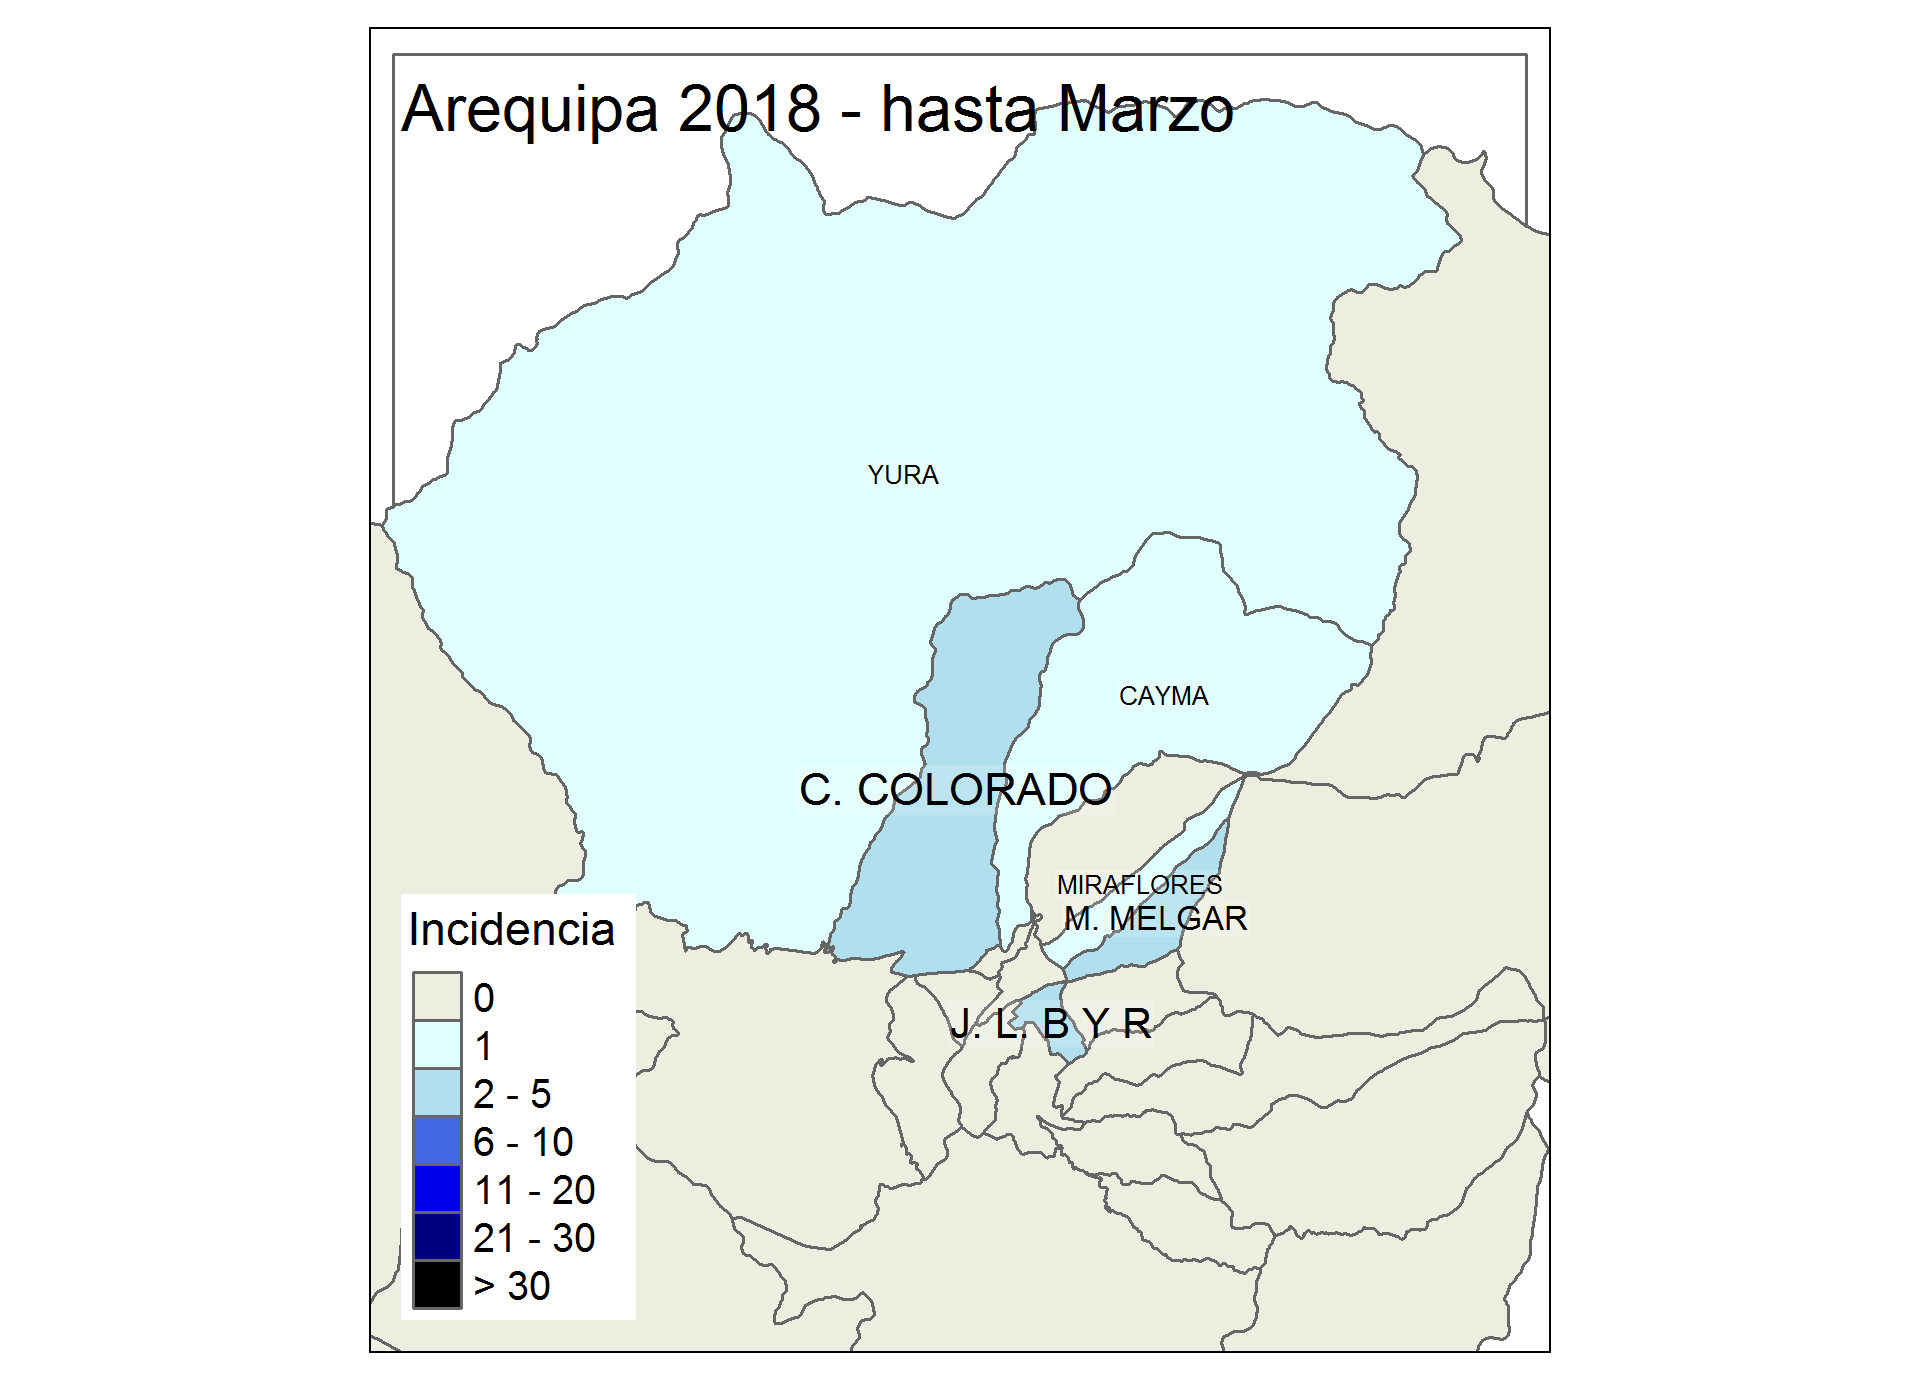 Arequipa 2018 - hasta Marzo
YURA
CAYMA
C. COLORADO
MIRAFLORES
M. MELGAR
J. L. B Y R
Incidencia
0
1
2 - 5
6 - 10
11 - 20
21 - 30
> 30